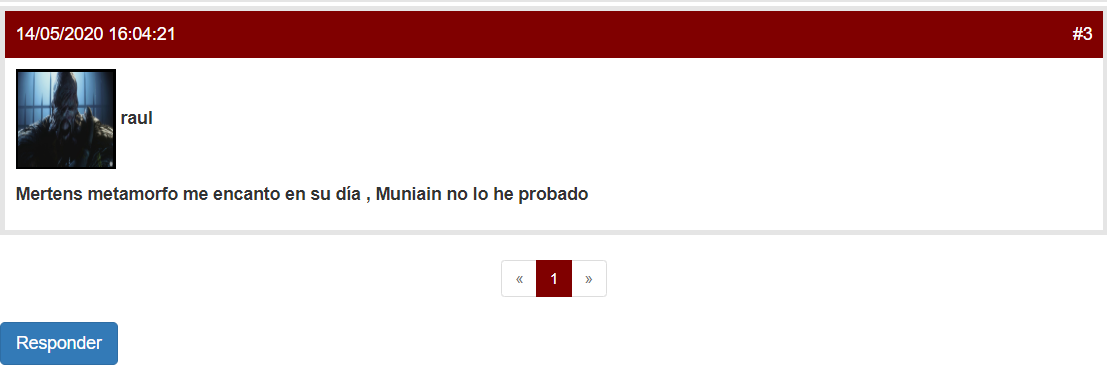 14/05/2020 16:04:21 #3
raul
Mertens metamorfo me encanto en su día , Muniain no lo he probado
« 1 »
Responder